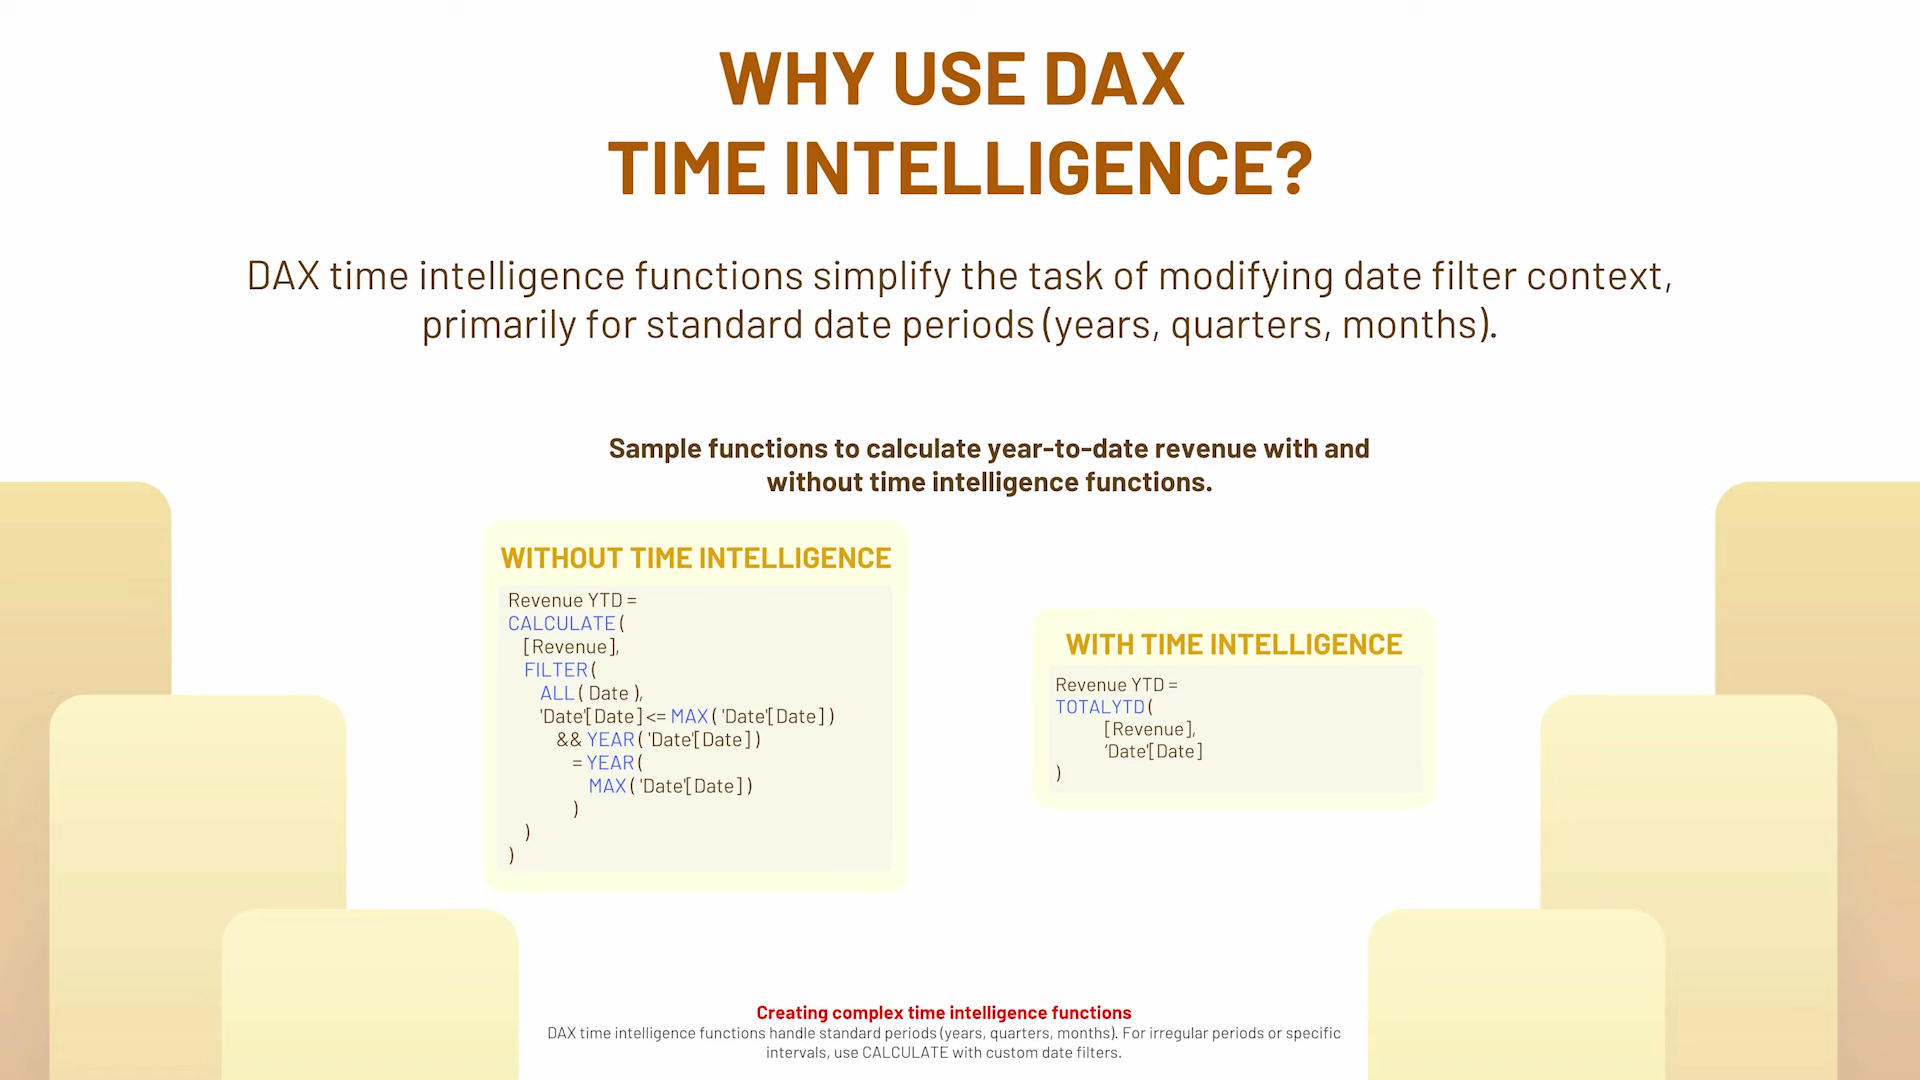 WHY USE DAX
TIME INTELLIGENCE?
DAX time intelligence functions simplify the task of modifying date filter context,
primarily for standard date periods (years, quarters, months).
Sample functions to calculate year-to-date revenue with and
without time intelligence functions.
WITHOUT TIME INTELLIGENCE
Revenue YTD =
CALCULATE (
[Revenue],
FILTER (
ALL ( Date ),
'Date'[Date] <= MAX ( 'Date'[Date] )
&& YEAR ( 'Date'[Date] )
= YEAR (
MAX ( 'Date'[Date] )
)
)
)
WITH TIME INTELLIGENCE
Revenue YTD =
TOTALYTD (
[Revenue],
'Date'[Date]
)
Creating complex time intelligence functions
DAX time intelligence functions handle standard periods (years, quarters, months). For irregular periods or specific
intervals, use CALCULATE with custom date filters.